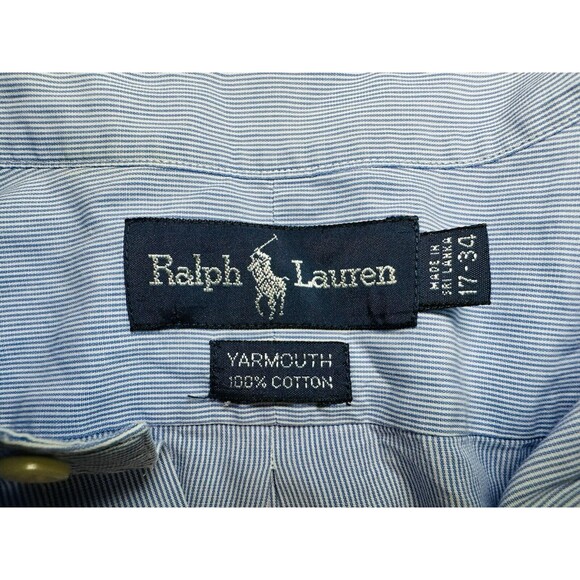 Ralph Lauren
MADE IN
SRI LANKA
17-34
YARMOUTH
100% COTTON